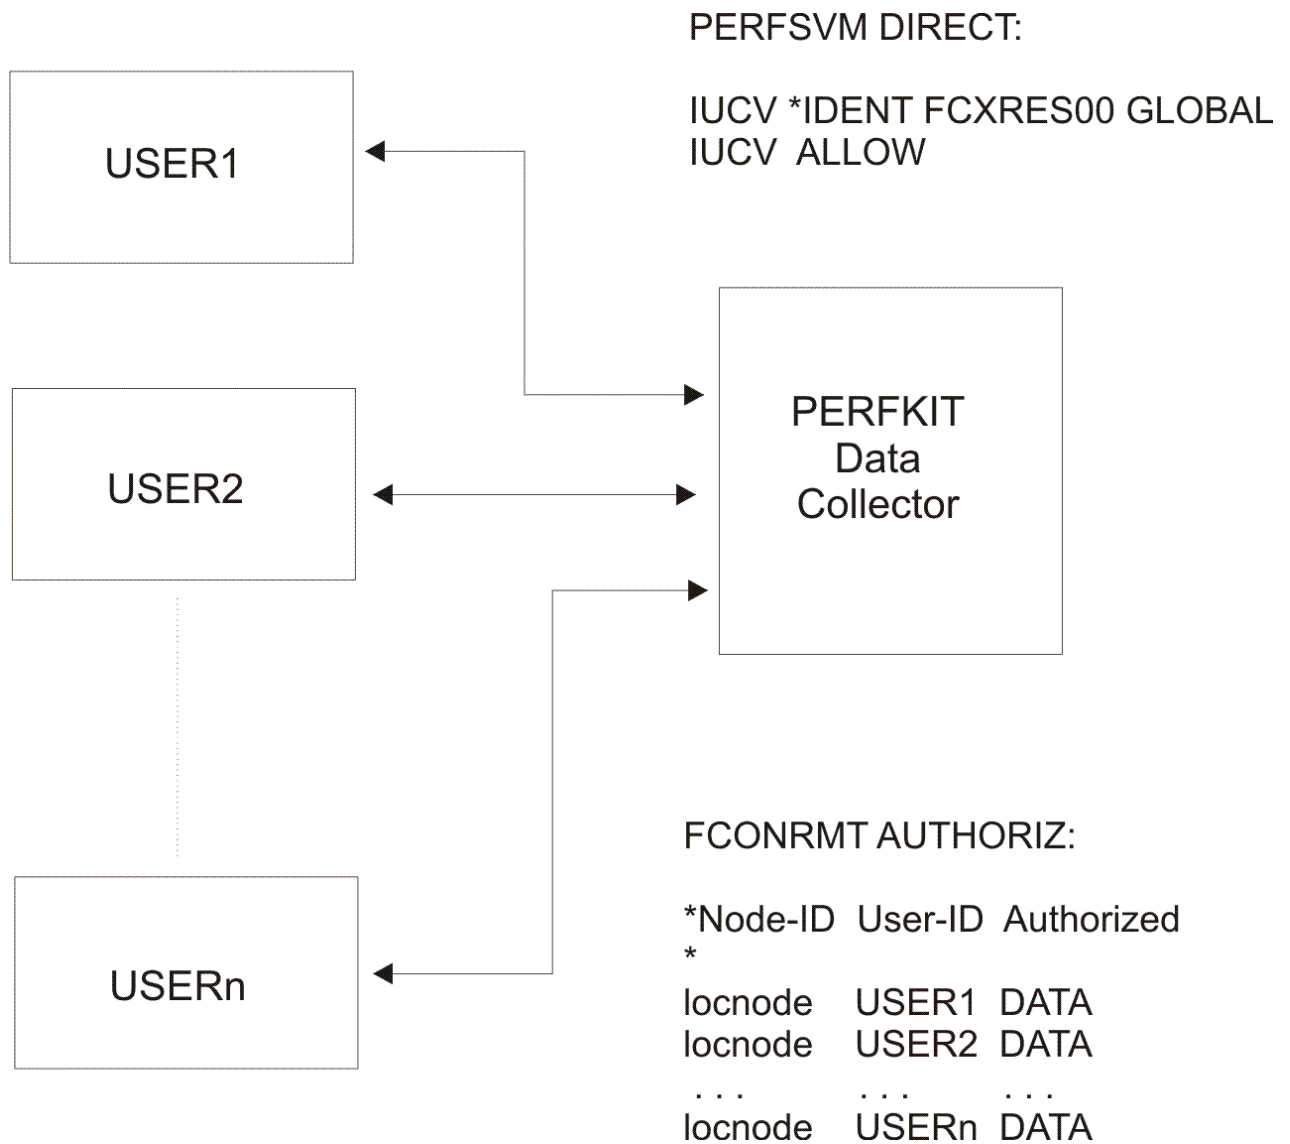 PERFSVM DIRECT:
IUCV *IDENT FCXRES00 GLOBAL
IUCV ALLOW
USER1
USER2
USERn
PERFKIT
Data
Collector
FCONRMT AUTHORIZ:
*Node-ID User-ID Authorized
*
locnode USER1 DATA
locnode USER2 DATA
. . . . . . . . .
locnode USERn DATA